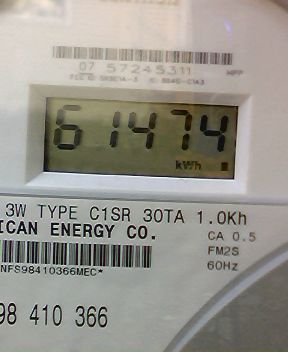 07 57245311
61474
kWh
3W TYPE C1SR 30TA 1.0Kh
ICAN ENERGY CO.
CA 0.5
FM2S
60Hz
NFS98410366MEC*
98 410 366